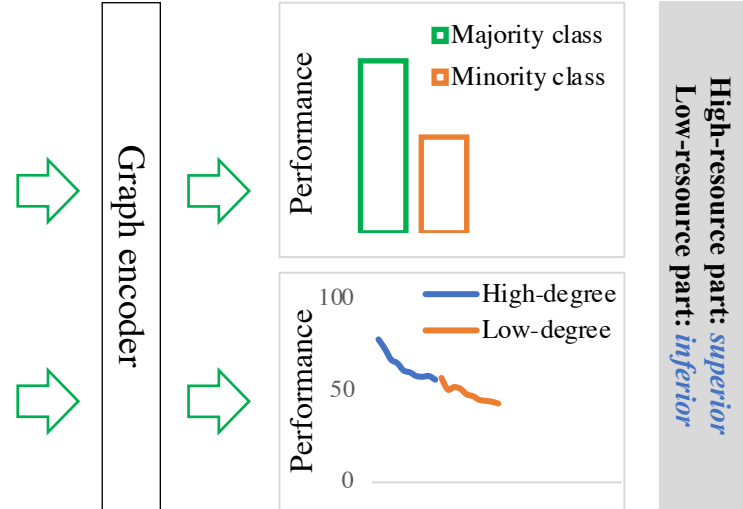 Graph encoder
Performance
Majority class
Minority class
Performance
100
50
0
High-degree
Low-degree
High-resource part: superior
Low-resource part: inferior